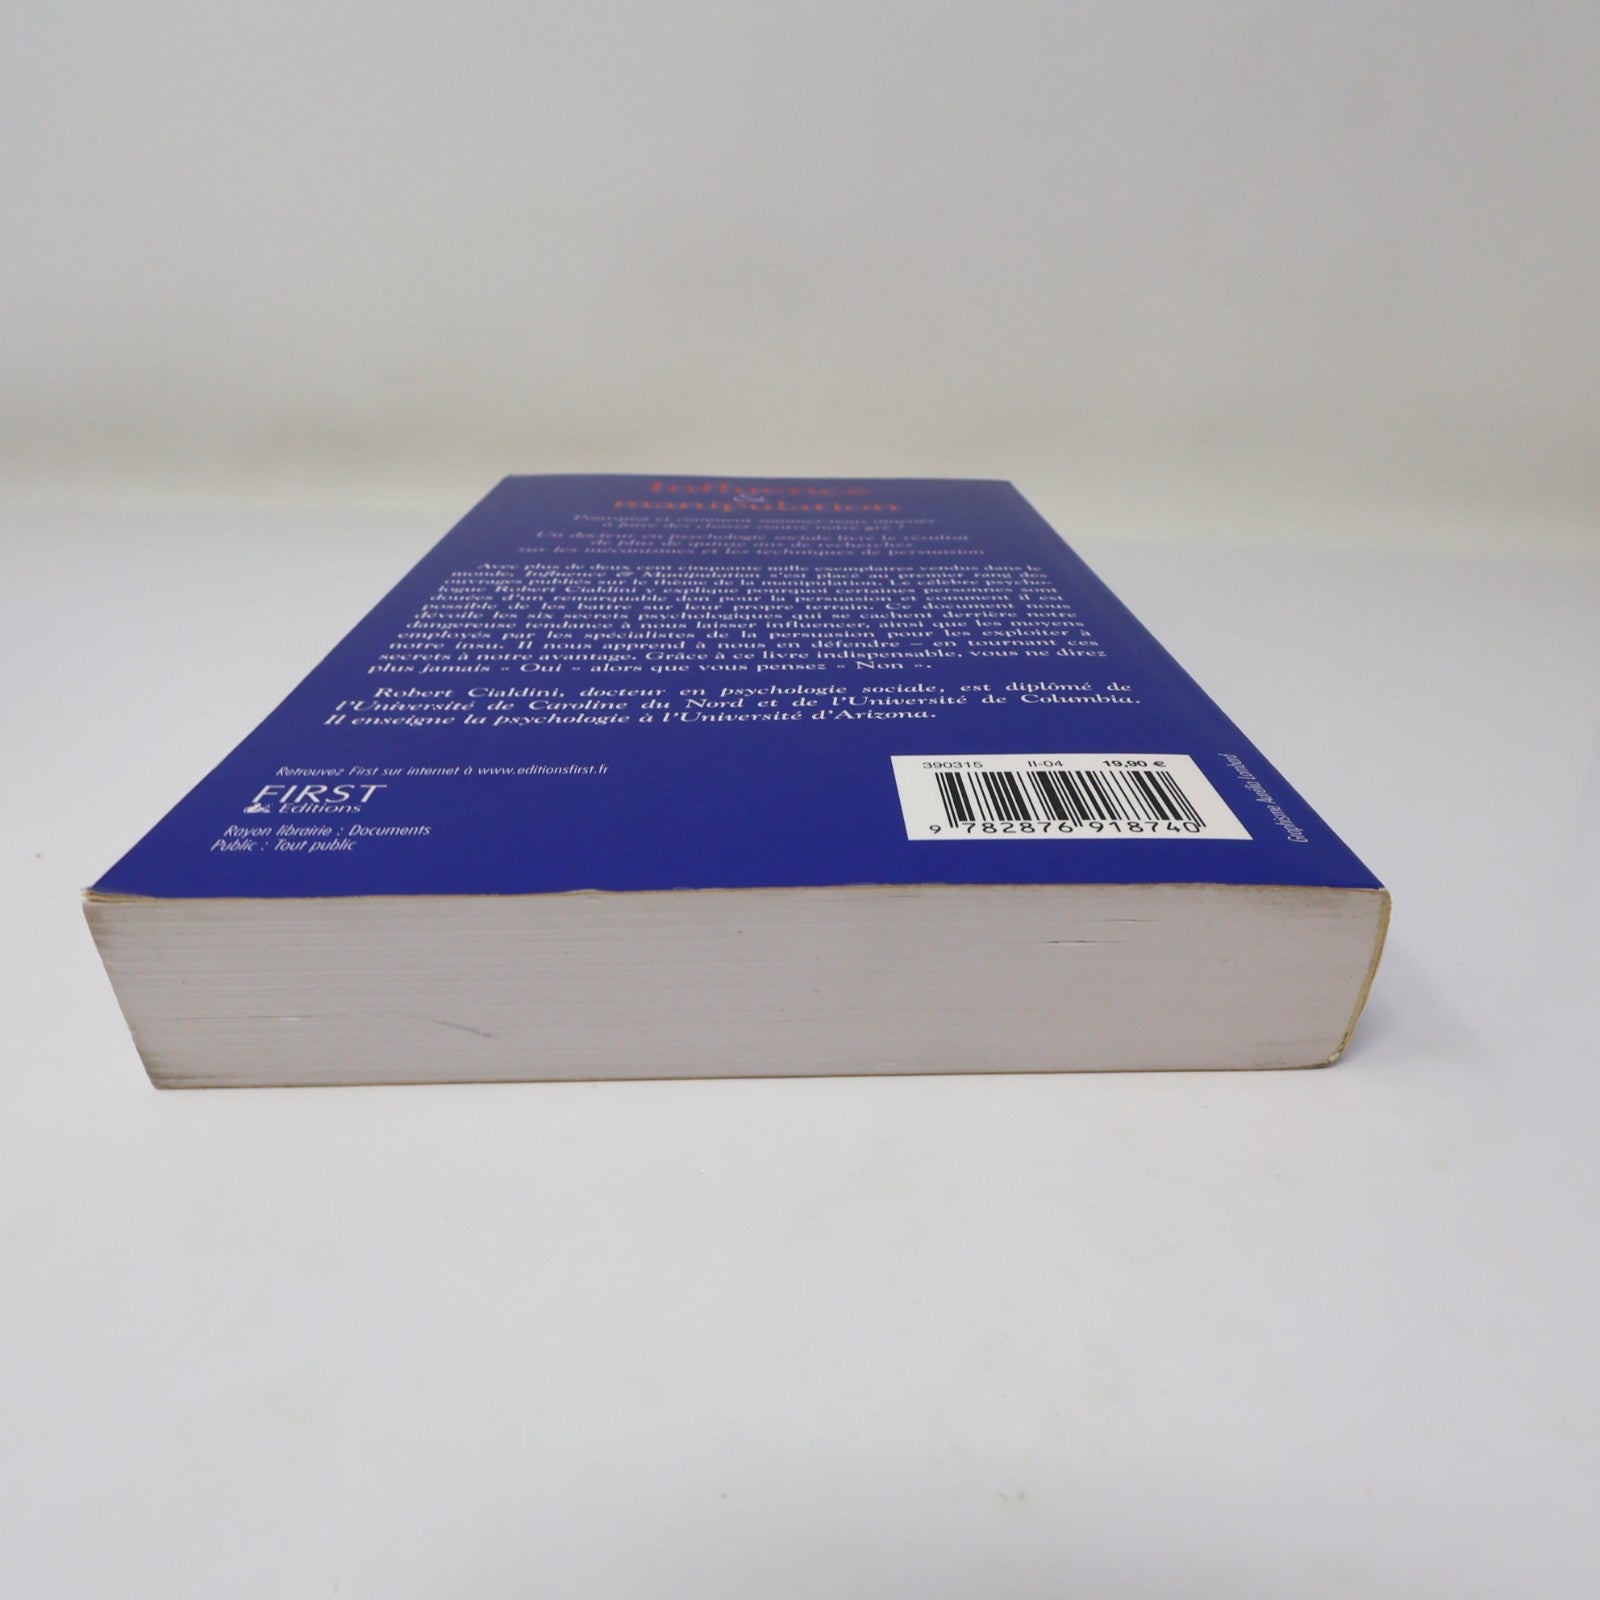 Influence
&
manipulation
Pourquoi et comment sommes-nous amenés
à faire des choses contre notre gré ?
Un docteur en psychologie sociale livre le résultat
de plus de quinze ans de recherches
sur les mécanismes et les techniques de persuasion
Avec plus de deux cent cinquante mille exemplaires vendus dans le
monde, Influence & Manipulation s'est placé au premier rang des
ouvrages publiés sur le thème de la manipulation. Le célèbre psycho-
logue Robert Cialdini y explique pourquoi certaines personnes sont
douées d'un remarquable don pour la persuasion et comment il est
possible de les battre sur leur propre terrain. Ce document nous
dévoile les six secrets psychologiques qui se cachent derrière notre
dangereuse tendance à nous laisser influencer, ainsi que les moyens
employés par les spécialistes de la persuasion pour les exploiter à
notre insu. Il nous apprend à nous en défendre – en tournant ces
secrets à notre avantage. Grâce à ce livre indispensable, vous ne direz
plus jamais « Oui » alors que vous pensez « Non ».
Robert Cialdini, docteur en psychologie sociale, est diplômé de
l'Université de Caroline du Nord et de l'Université de Columbia.
Il enseigne la psychologie à l'Université d'Arizona.
Retrouvez First sur internet à www.editionsfirst.fr
FIRST
Editions
Rayon librairie : Documents
Public : Tout public
390315 II-04 19,90 €
9 782876 918740
Graphisme Aurélie Lambert